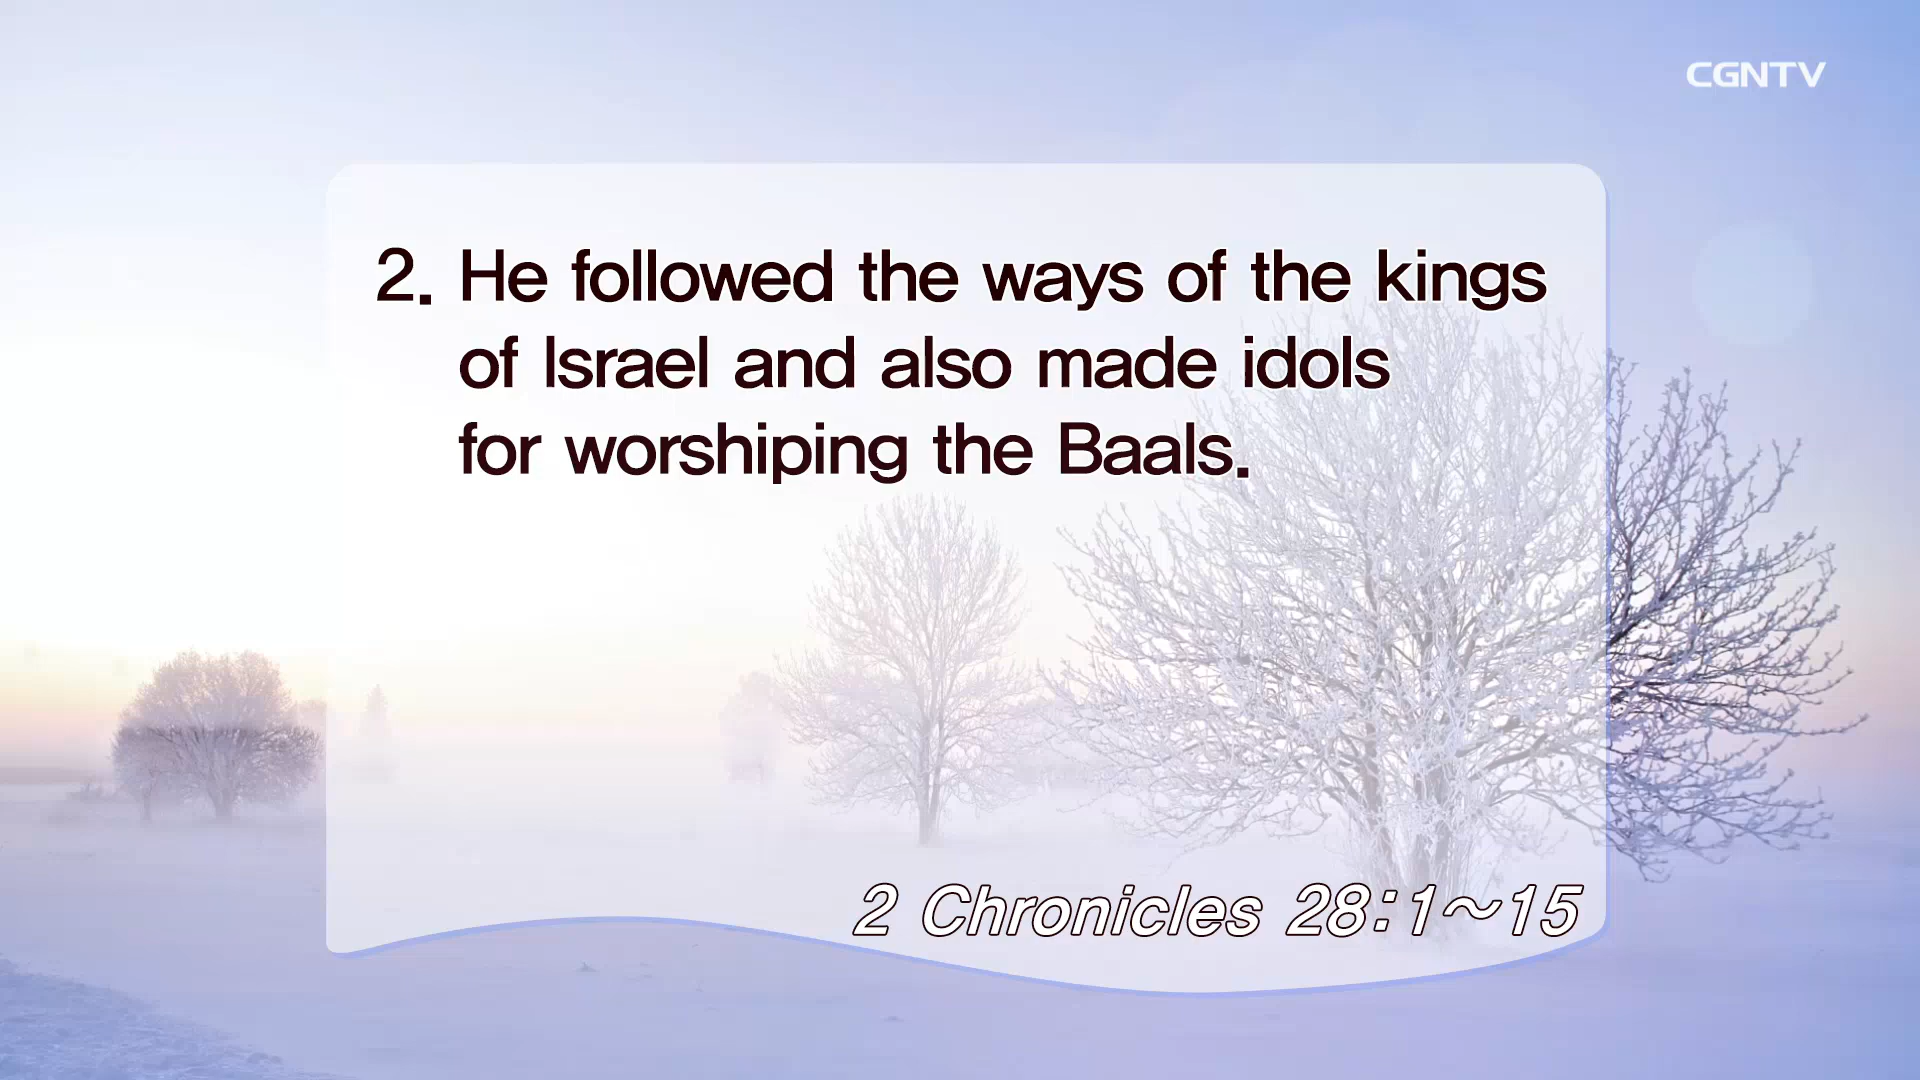 CGNTV
2. He followed the ways of the kings
of Israel and also made idols
for worshiping the Baals.
2 Chronicles 28:1~15